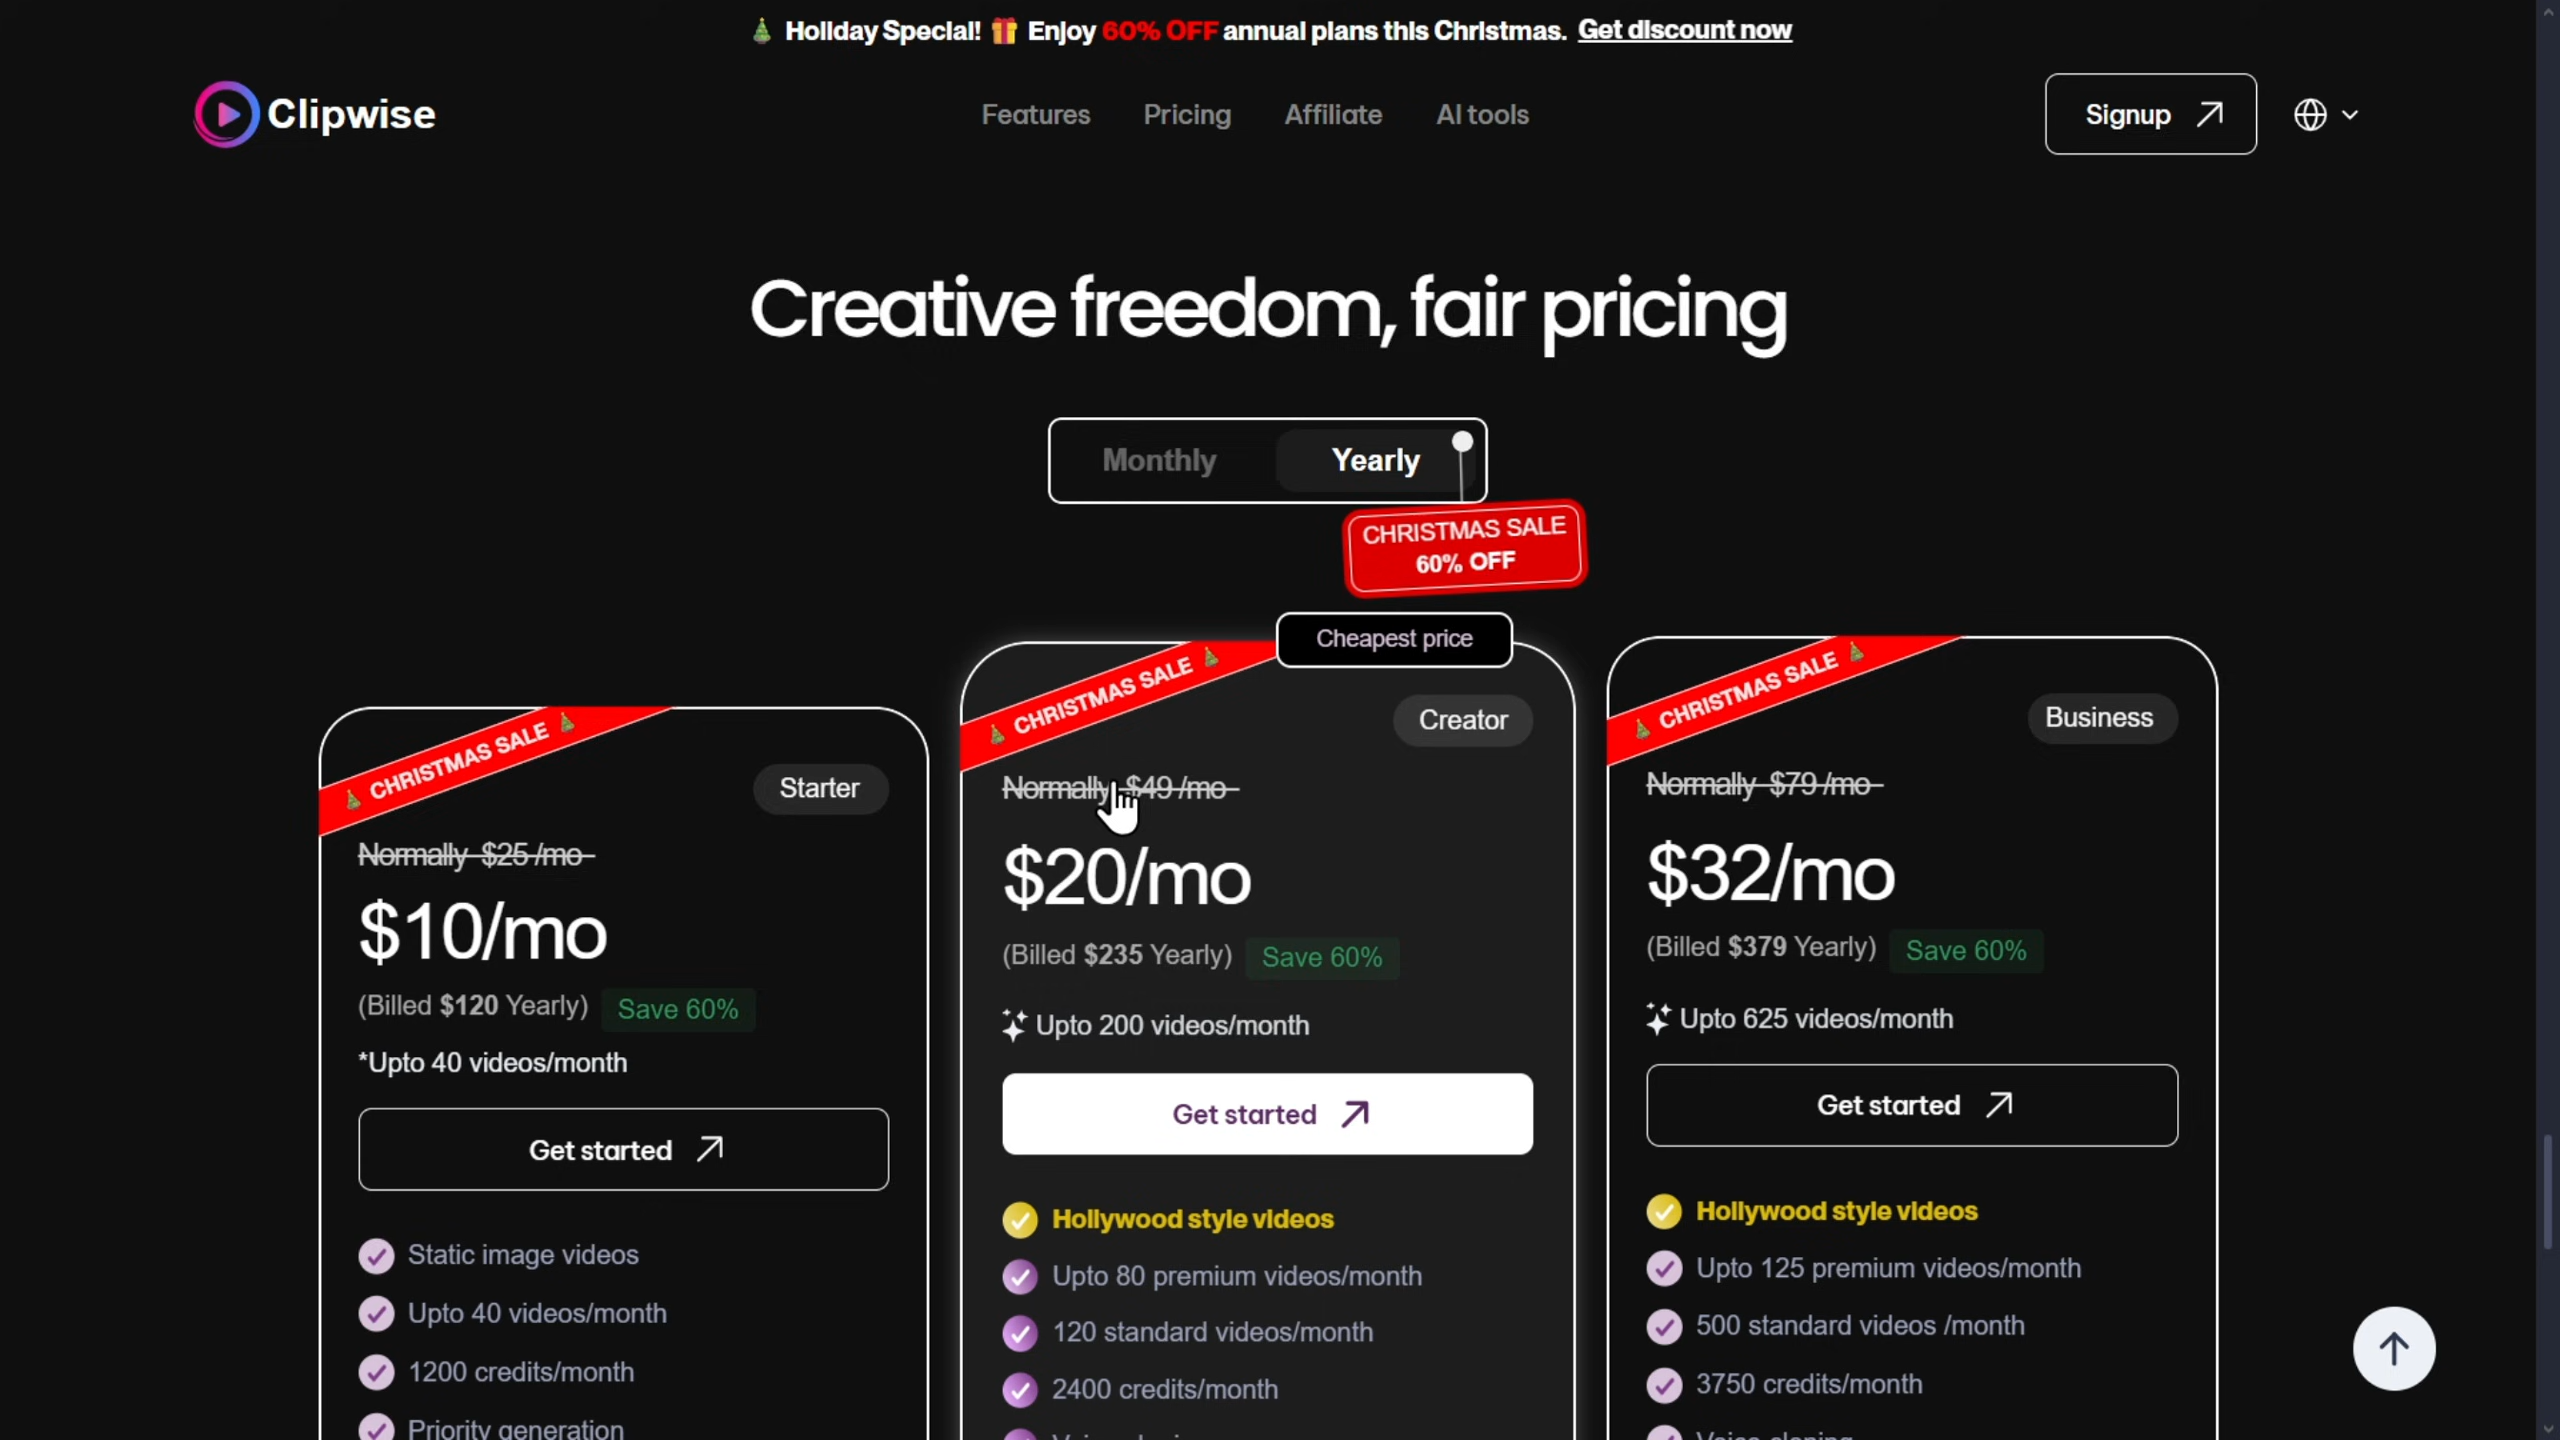 🎄 Holiday Special! 🎁 Enjoy 60% OFF annual plans this Christmas. Get discount now
Clipwise
Features
Pricing
Affiliate
AI tools
Signup
Creative freedom, fair pricing
Monthly
Yearly
CHRISTMAS SALE
60% OFF
🎄 CHRISTMAS SALE 🎄
Starter
Normally $25 /mo
$10/mo
(Billed $120 Yearly) Save 60%
*Upto 40 videos/month
Get started
Static image videos
Upto 40 videos/month
1200 credits/month
Priority generation
Cheapest price
🎄 CHRISTMAS SALE 🎄
Creator
Normally $49 /mo
$20/mo
(Billed $235 Yearly) Save 60%
Upto 200 videos/month
Get started
Hollywood style videos
Upto 80 premium videos/month
120 standard videos/month
2400 credits/month
🎄 CHRISTMAS SALE 🎄
Business
Normally $79 /mo
$32/mo
(Billed $379 Yearly) Save 60%
Upto 625 videos/month
Get started
Hollywood style videos
Upto 125 premium videos/month
500 standard videos /month
3750 credits/month
Voice cloning